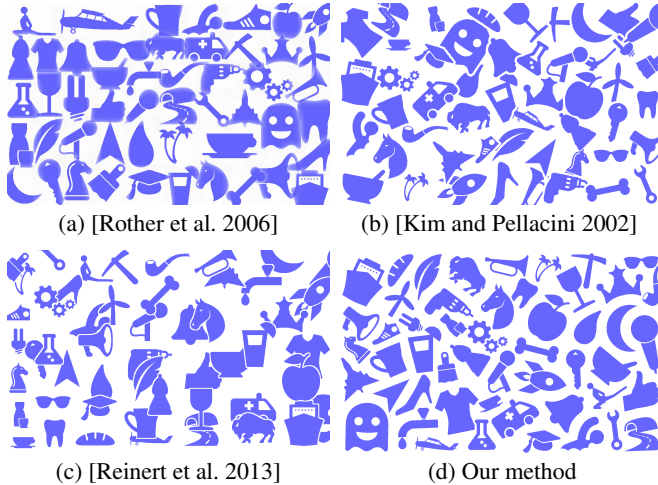 (a) [Rother et al. 2006]
(b) [Kim and Pellacini 2002]
(c) [Reinert et al. 2013]
(d) Our method